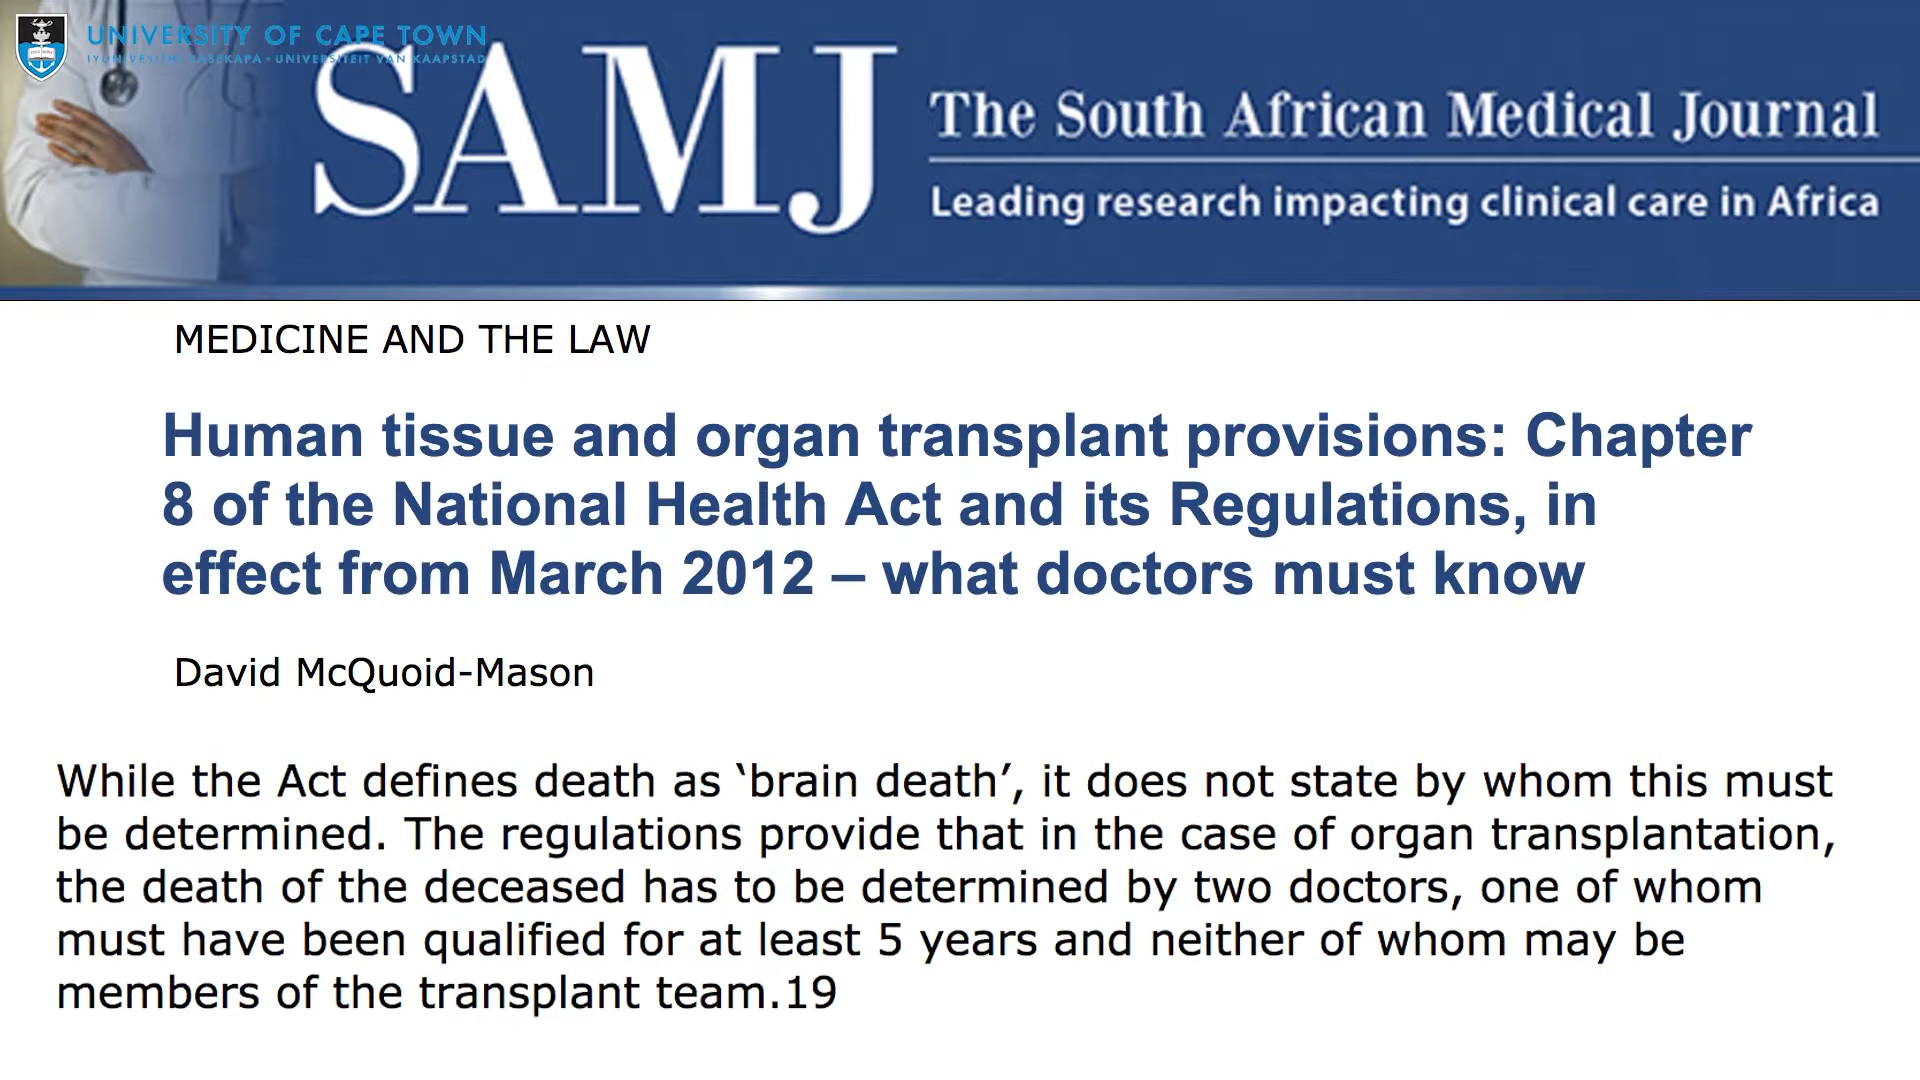 UNIVERSITY OF CAPE TOWN
IYUNIVESITHI YASEKAPA • UNIVERSITEIT VAN KAAPSTAD
SAMJ
The South African Medical Journal
Leading research impacting clinical care in Africa
MEDICINE AND THE LAW
Human tissue and organ transplant provisions: Chapter
8 of the National Health Act and its Regulations, in
effect from March 2012 – what doctors must know
David McQuoid-Mason
While the Act defines death as ‘brain death’, it does not state by whom this must
be determined. The regulations provide that in the case of organ transplantation,
the death of the deceased has to be determined by two doctors, one of whom
must have been qualified for at least 5 years and neither of whom may be
members of the transplant team.19